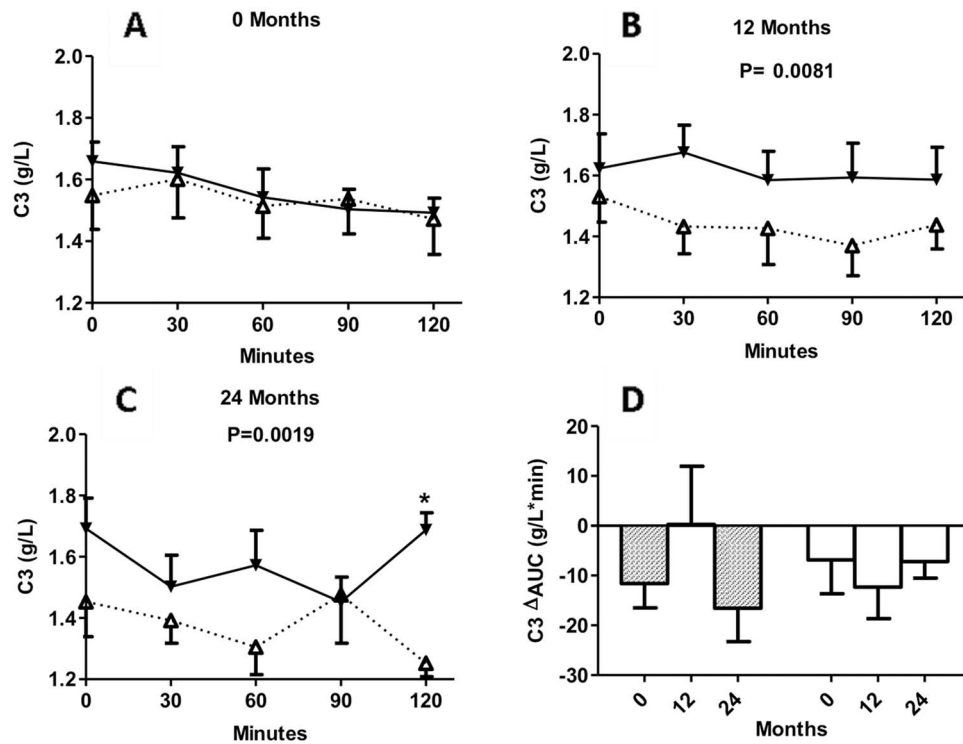 A
0 Months
C3 (g/L)
2.0
1.8
1.6
1.4
1.2
0 30 60 90 120
Minutes
B
12 Months
P= 0.0081
C3 (g/L)
2.0
1.8
1.6
1.4
1.2
0 30 60 90 120
Minutes
C
24 Months
P=0.0019
C3 (g/L)
2.0
1.8
1.6
1.4
1.2
*
0 30 60 90 120
Minutes
D
C3 ΔAUC (g/L*min)
20
10
0
-10
-20
-30
0 12 24 0 12 24
Months